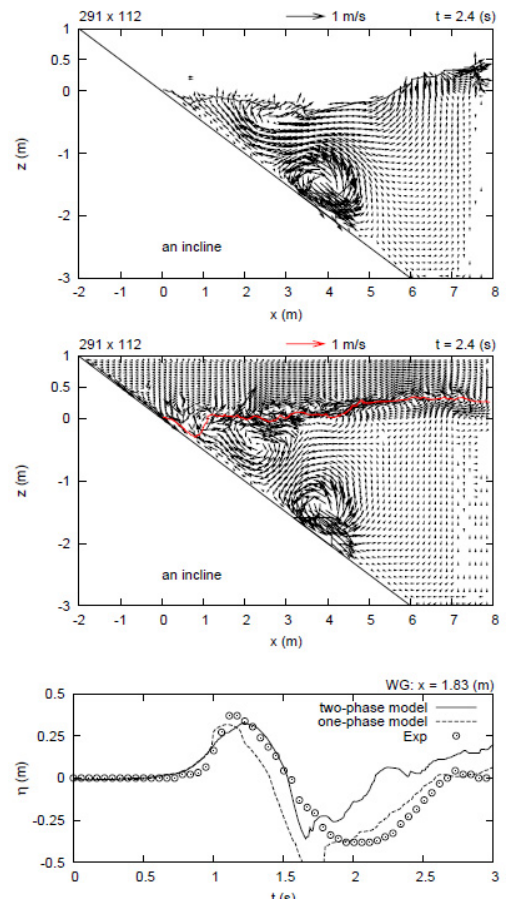 291 x 112 1 m/s t = 2.4 (s)
1
0
-1
-2
-3
z (m)
an incline
-2 -1 0 1 2 3 4 5 6 7 8
x (m)
291 x 112 1 m/s t = 2.4 (s)
1
0.5
0
-1
-2
-3
z (m)
an incline
-2 -1 0 1 2 3 4 5 6 7 8
x (m)
WG: x = 1.83 (m)
two-phase model
one-phase model
Exp
0.5
0.25
0
-0.25
-0.5
η (m)
0 0.5 1 1.5 2 2.5 3
t (s)